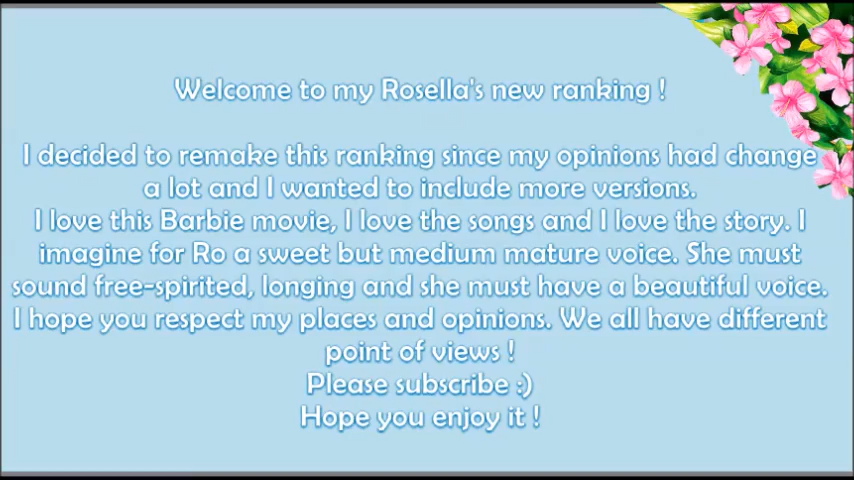 Welcome to my Rosella's new ranking !
I decided to remake this ranking since my opinions had change
a lot and I wanted to include more versions.
I love this Barbie movie, I love the songs and I love the story. I
imagine for Ro a sweet but medium mature voice. She must
sound free-spirited, longing and she must have a beautiful voice.
I hope you respect my places and opinions. We all have different
point of views !
Please subscribe :)
Hope you enjoy it !